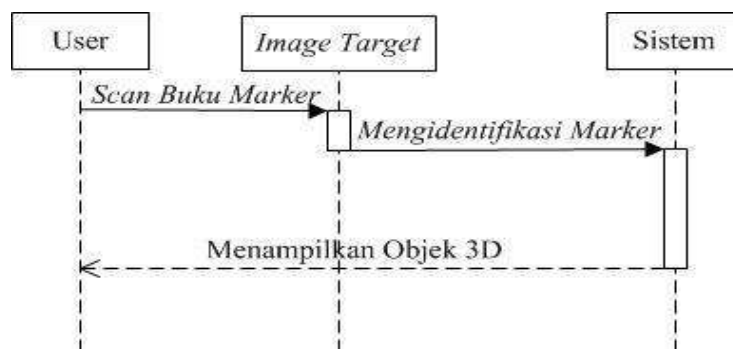 User
Image Target
Sistem
Scan Buku Marker
Mengidentifikasi Marker
Menampilkan Objek 3D